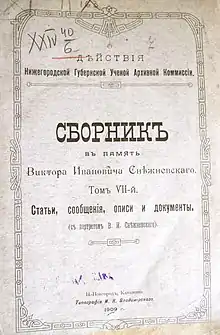 XXIV 40/6
ДѢЙСТВІЯ
Нижегородской Губернской Ученой Архивной Коммиссіи.
СБОРНИКЪ
въ память
Виктора Ивановича Снѣжневскаго.
Томъ VII-й.
Статьи, сообщенія, описи и документы.
(съ портретомъ В. И. Снѣжневскаго).
Н.-Новгородъ,
Типографія
1909